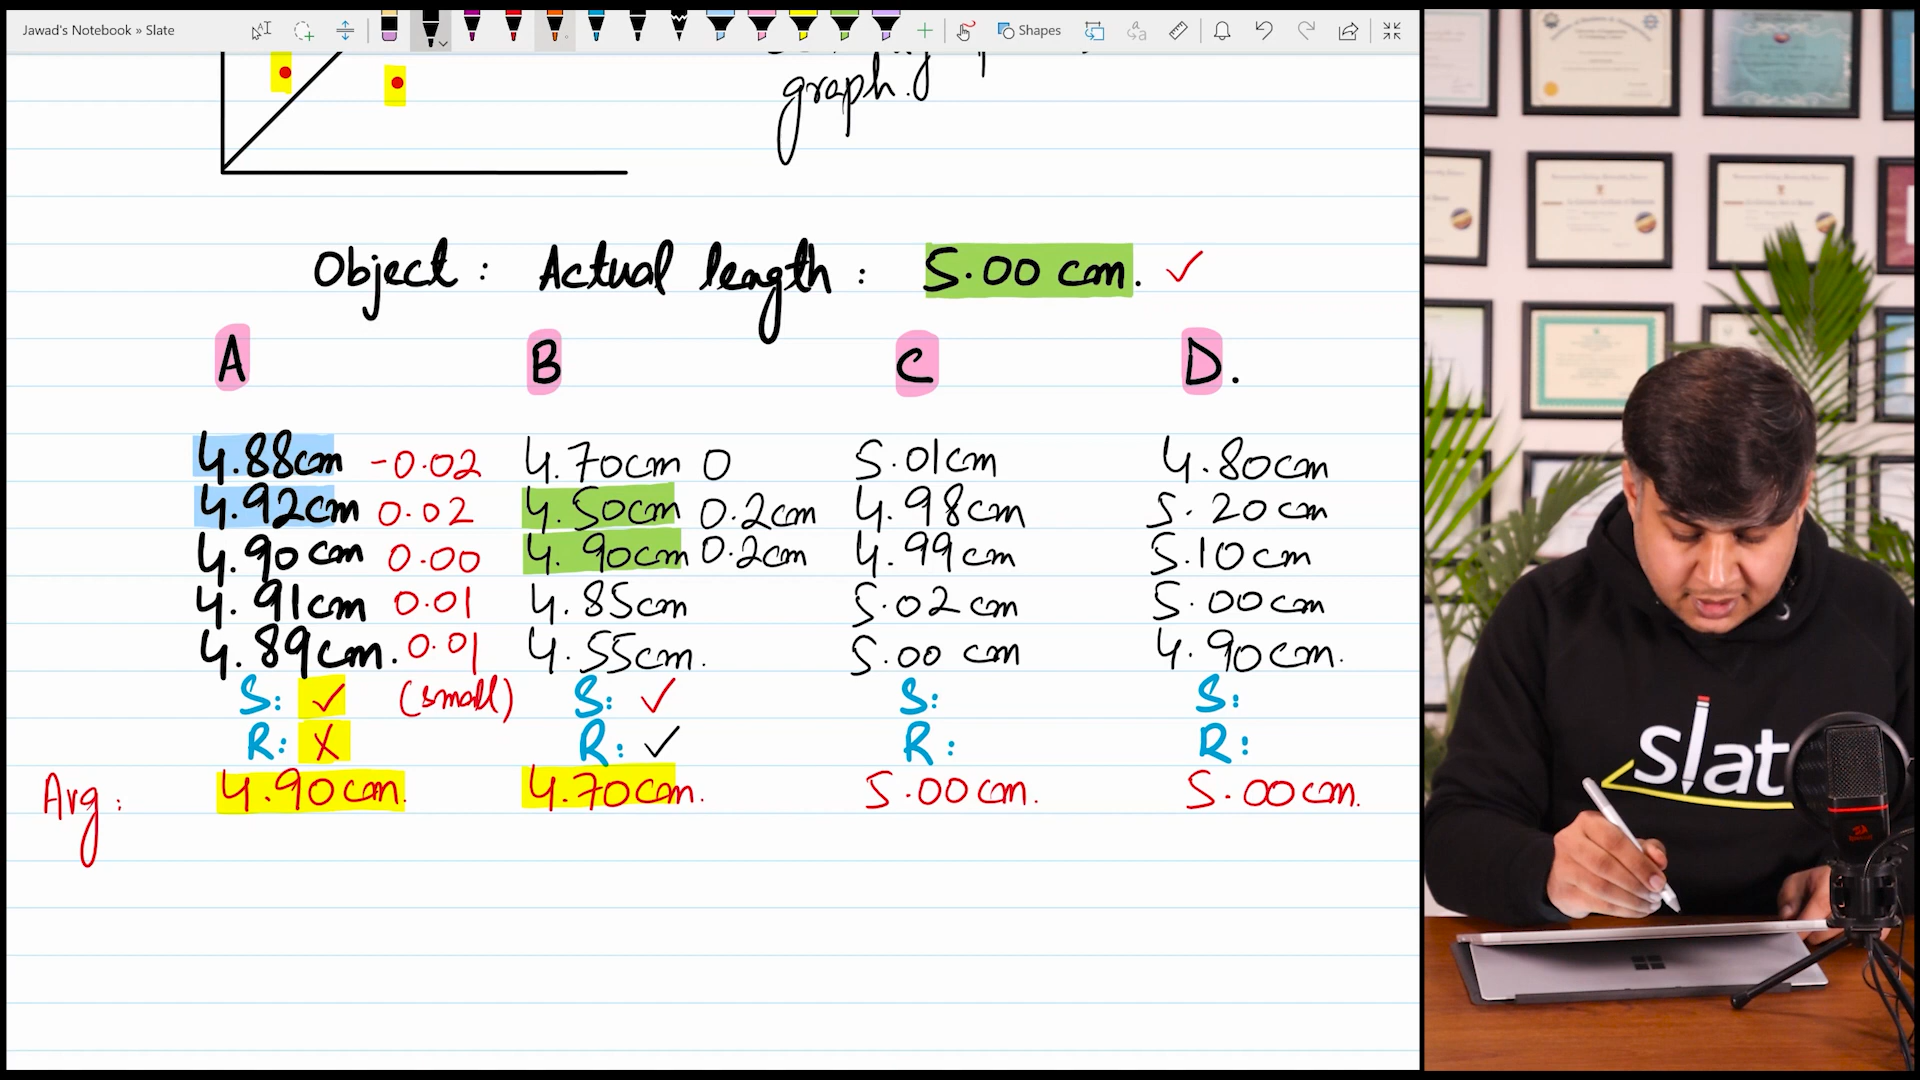 Jawad's Notebook » Slate
Shapes
graph.
Object : Actual length : 5.00 cm. ✓
A B C D.
4.88cm -0.02 4.70cm 0 5.01cm 4.80cm
4.92cm 0.02 4.50cm 0.2cm 4.98cm 5.20cm
4.90cm 0.00 4.90cm 0.2cm 4.99cm 5.10cm
4.91cm 0.01 4.85cm 5.02cm 5.00cm
4.89cm. 0.01 4.55cm. 5.00 cm 4.90cm.
S: ✓ (small) S: ✓ S: S:
R: X R: ✓ R: R:
Avg: 4.90cm. 4.70cm. 5.00cm. 5.00cm.
slat